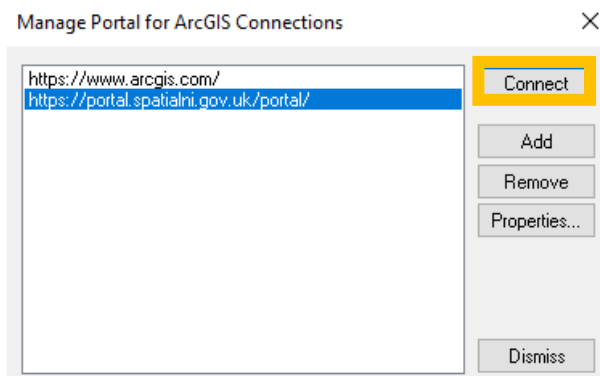 Manage Portal for ArcGIS Connections
https://www.arcgis.com/
https://portal.spatialni.gov.uk/portal/
Connect
Add
Remove
Properties...
Dismiss